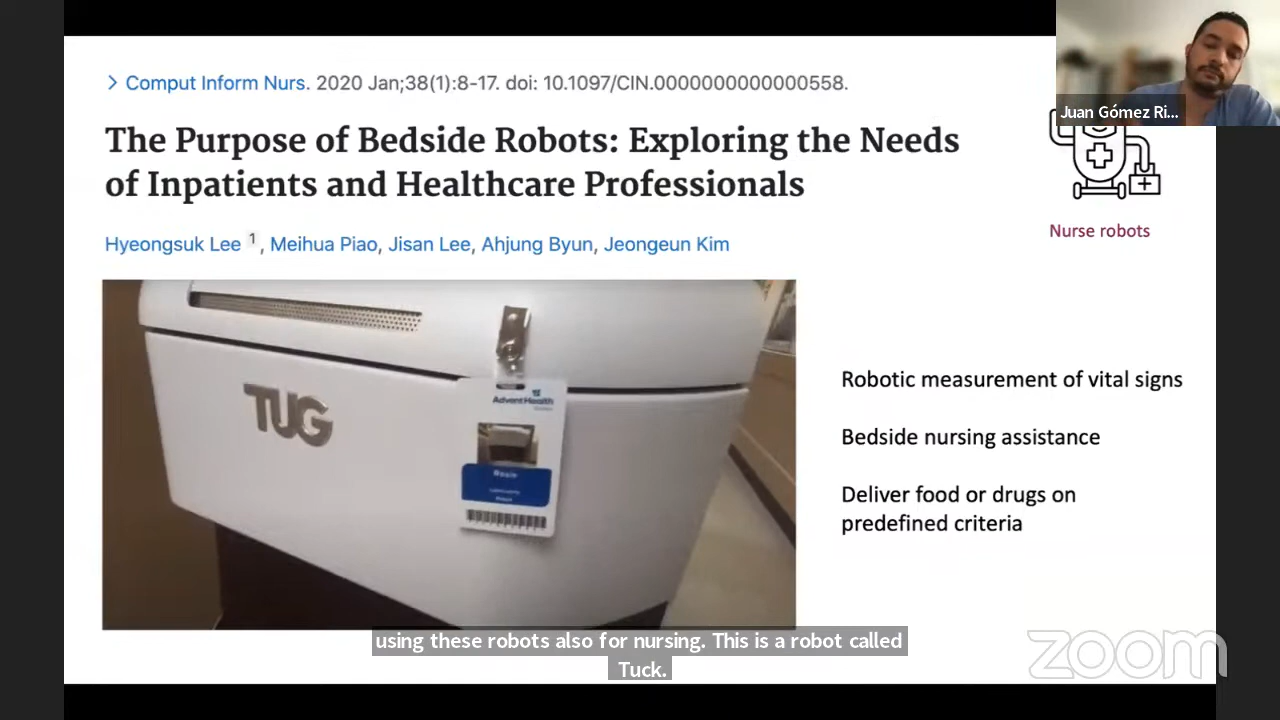 > Comput Inform Nurs. 2020 Jan;38(1):8-17. doi: 10.1097/CIN.0000000000000558.
Juan Gómez Ri...
The Purpose of Bedside Robots: Exploring the Needs
of Inpatients and Healthcare Professionals
Nurse robots
Hyeongsuk Lee 1, Meihua Piao, Jisan Lee, Ahjung Byun, Jeongeun Kim
TUG
AdventHealth
Robotic measurement of vital signs
Bedside nursing assistance
Deliver food or drugs on
predefined criteria
using these robots also for nursing. This is a robot called
Tuck.
zoom